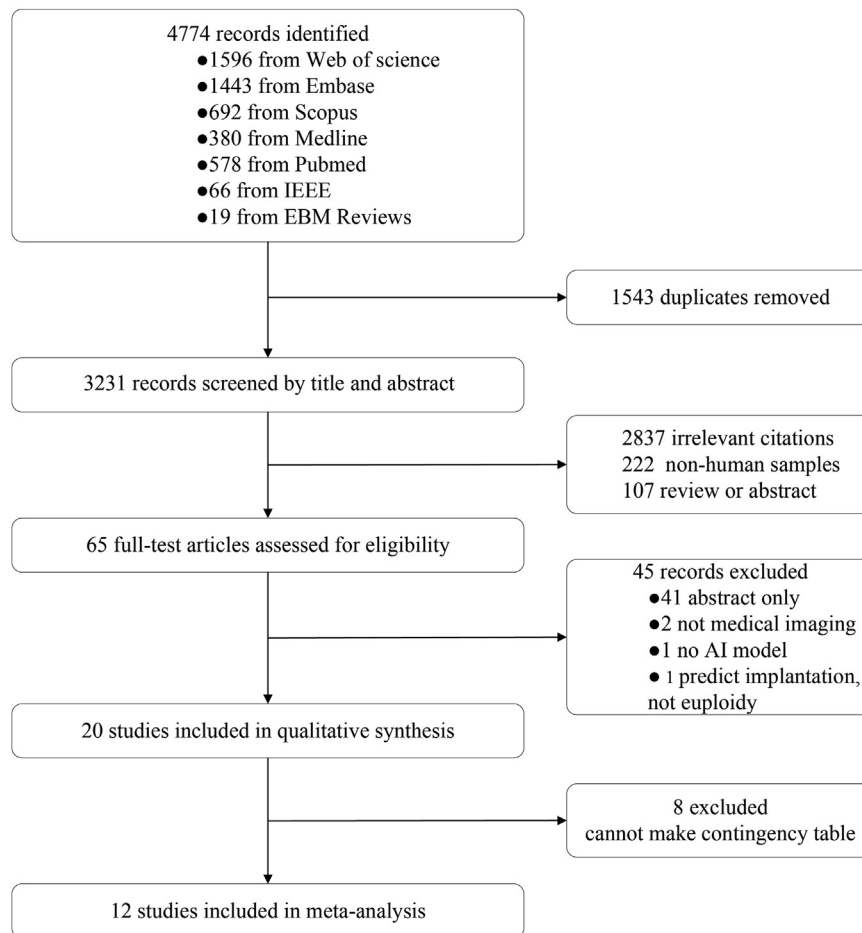 4774 records identified
●1596 from Web of science
●1443 from Embase
●692 from Scopus
●380 from Medline
●578 from Pubmed
●66 from IEEE
●19 from EBM Reviews
1543 duplicates removed
3231 records screened by title and abstract
2837 irrelevant citations
222 non-human samples
107 review or abstract
65 full-test articles assessed for eligibility
45 records excluded
●41 abstract only
●2 not medical imaging
●1 no AI model
●1 predict implantation,
not euploidy
20 studies included in qualitative synthesis
8 excluded
cannot make contingency table
12 studies included in meta-analysis